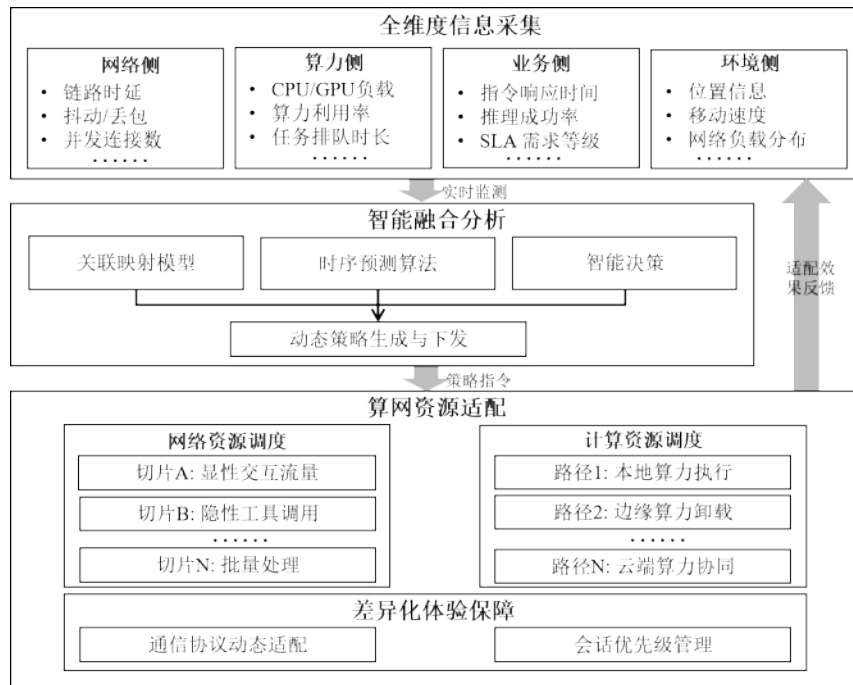 全维度信息采集
网络侧
• 链路时延
• 抖动/丢包
• 并发连接数
······
算力侧
• CPU/GPU负载
• 算力利用率
• 任务排队时长
······
业务侧
• 指令响应时间
• 推理成功率
• SLA 需求等级
······
环境侧
• 位置信息
• 移动速度
• 网络负载分布
······
实时监测
智能融合分析
关联映射模型
时序预测算法
智能决策
动态策略生成与下发
适配效
果反馈
策略指令
算网资源适配
网络资源调度
切片A: 显性交互流量
切片B: 隐性工具调用
······
切片N: 批量处理
计算资源调度
路径1: 本地算力执行
路径2: 边缘算力卸载
······
路径N: 云端算力协同
差异化体验保障
通信协议动态适配
会话优先级管理